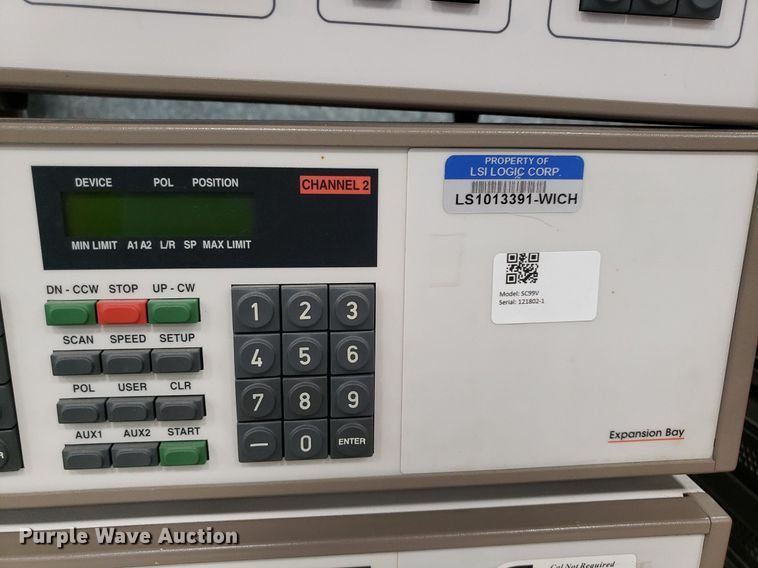 DEVICE POL POSITION
CHANNEL 2
MIN LIMIT A1 A2 L/R SP MAX LIMIT
DN - CCW STOP UP - CW
SCAN SPEED SETUP
POL USER CLR
AUX1 AUX2 START
1 2 3
4 5 6
7 8 9
— 0 ENTER
PROPERTY OF
LSI LOGIC CORP.
LS1013391-WICH
Model: SC99V
Serial: 121802-1
Expansion Bay
R
Purple Wave Auction
Cal Not Required